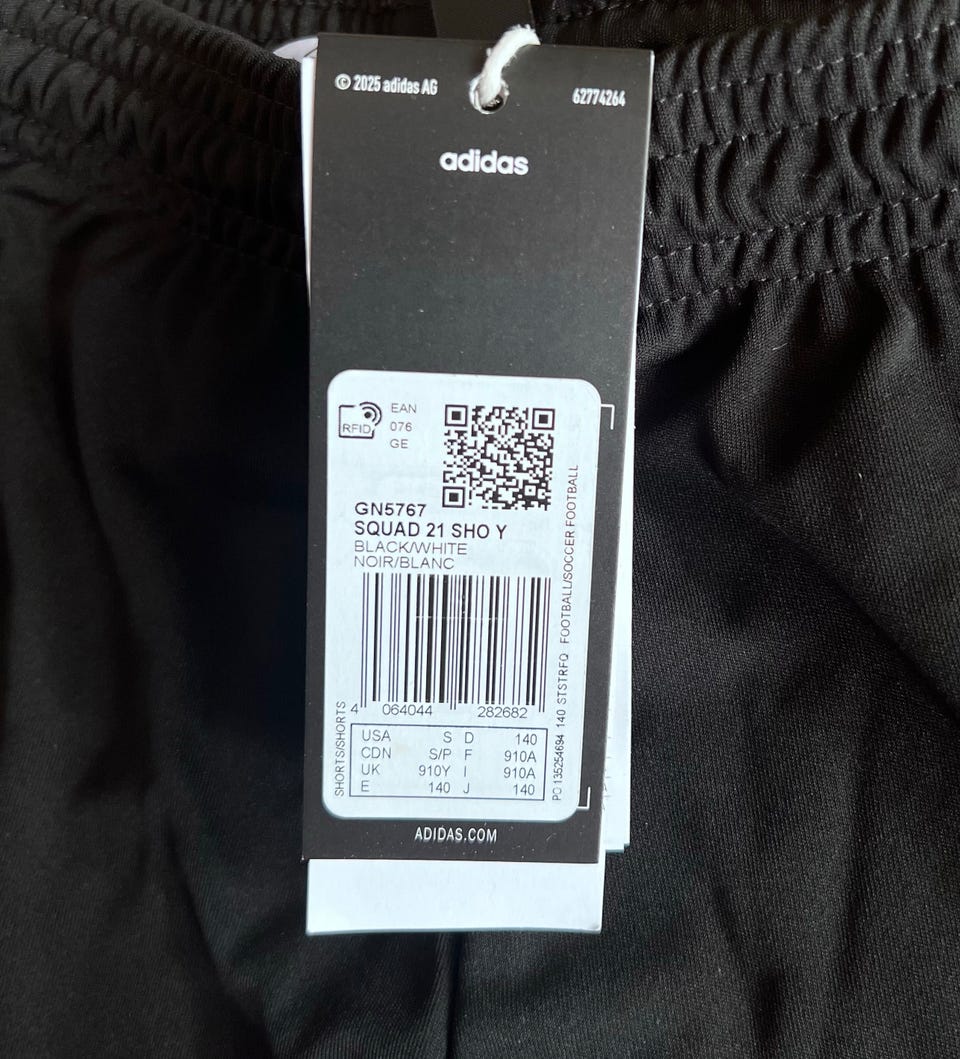 © 2025 adidas AG
62774264
adidas
RFID
EAN
076
GE
GN5767
SQUAD 21 SHO Y
BLACK/WHITE
NOIR/BLANC
4 064044 282682
USA S D 140
CDN S/P F 910A
UK 910Y I 910A
E 140 J 140
SHORTS/SHORTS
PO 135254694 140 STSTRFQ FOOTBALL/SOCCER FOOTBALL
ADIDAS.COM